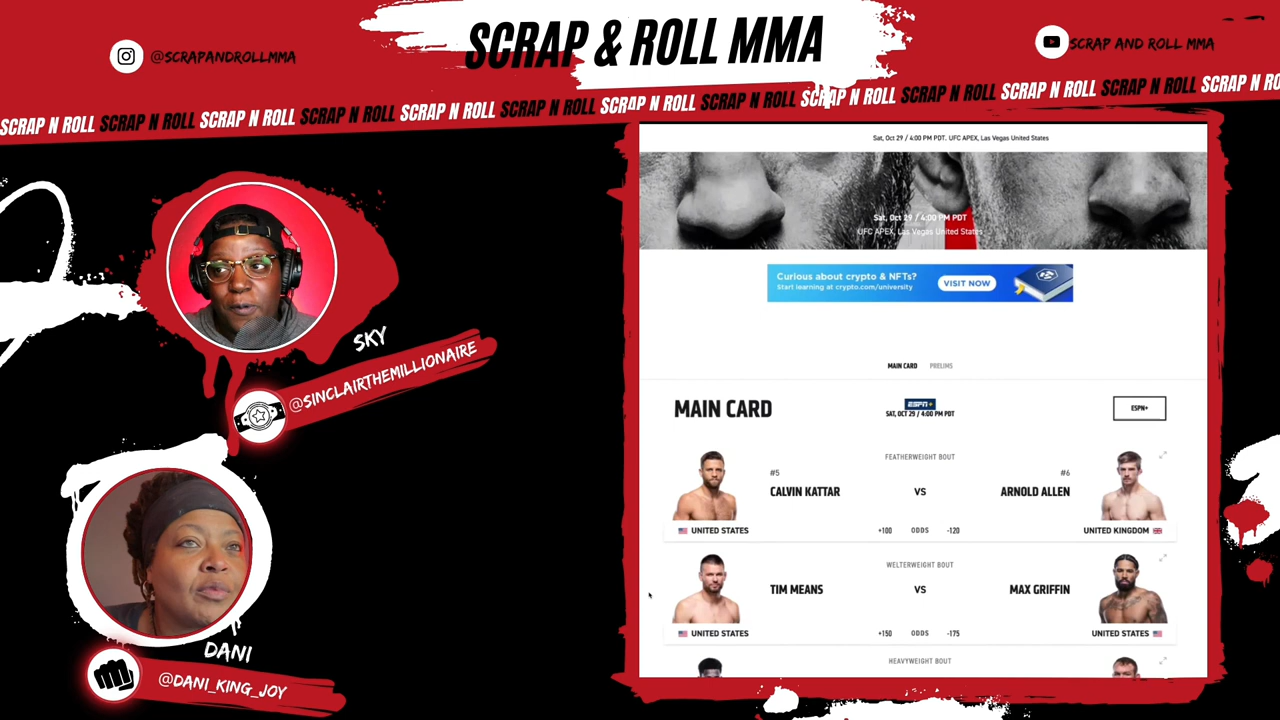 @SCRAPANDROLLMMA
SCRAP & ROLL MMA
SCRAP AND ROLL MMA
SCRAP N ROLL SCRAP N ROLL SCRAP N ROLL SCRAP N ROLL SCRAP N ROLL SCRAP N ROLL SCRAP N ROLL SCRAP N ROLL SCRAP N ROLL SCRAP N ROLL SCRAP N ROLL SCRAP N ROLL SCRAP N RO
Sat, Oct 29 / 4:00 PM PDT. UFC APEX, Las Vegas United States
Sat, Oct 29 / 4:00 PM PDT
UFC APEX, Las Vegas United States
Curious about crypto & NFTs?
Start learning at crypto.com/university
VISIT NOW
MAIN CARD PRELIMS
MAIN CARD
ESPN+
SAT, OCT 29 / 4:00 PM PDT
ESPN+
FEATHERWEIGHT BOUT
#5 #6
CALVIN KATTAR VS ARNOLD ALLEN
UNITED STATES +100 ODDS -120 UNITED KINGDOM
WELTERWEIGHT BOUT
TIM MEANS VS MAX GRIFFIN
UNITED STATES +150 ODDS -175 UNITED STATES
HEAVYWEIGHT BOUT
SKY
@SINCLAIRTHEMILLIONAIRE
DANI
@DANI_KING_JOY